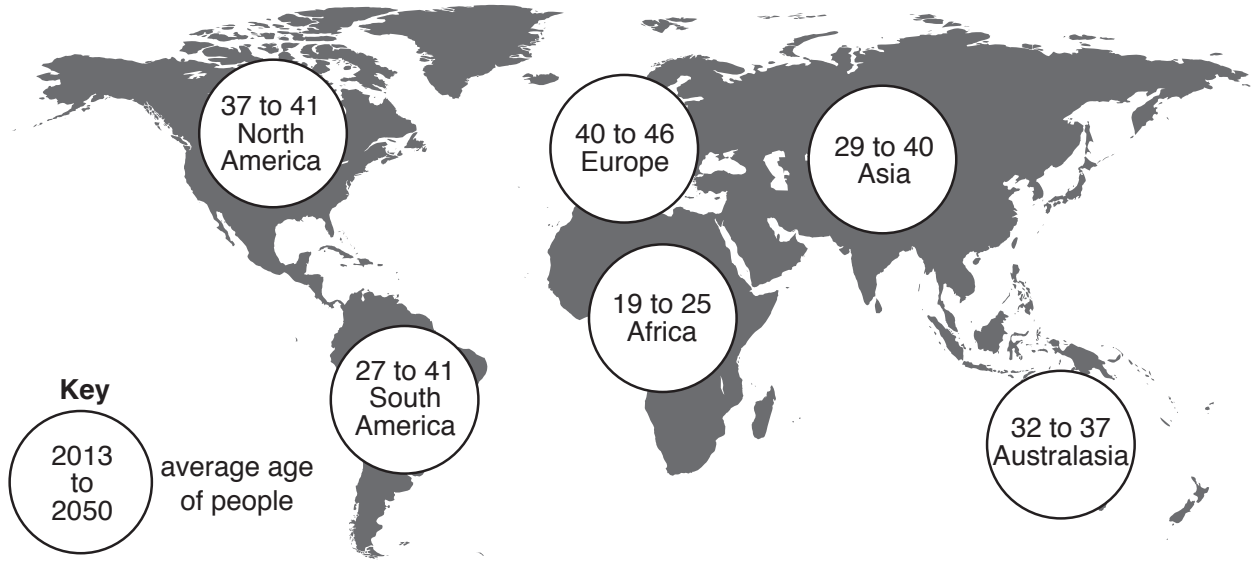 37 to 41
North
America
40 to 46
Europe
29 to 40
Asia
19 to 25
Africa
27 to 41
South
America
32 to 37
Australasia
Key
2013
to
2050
average age
of people